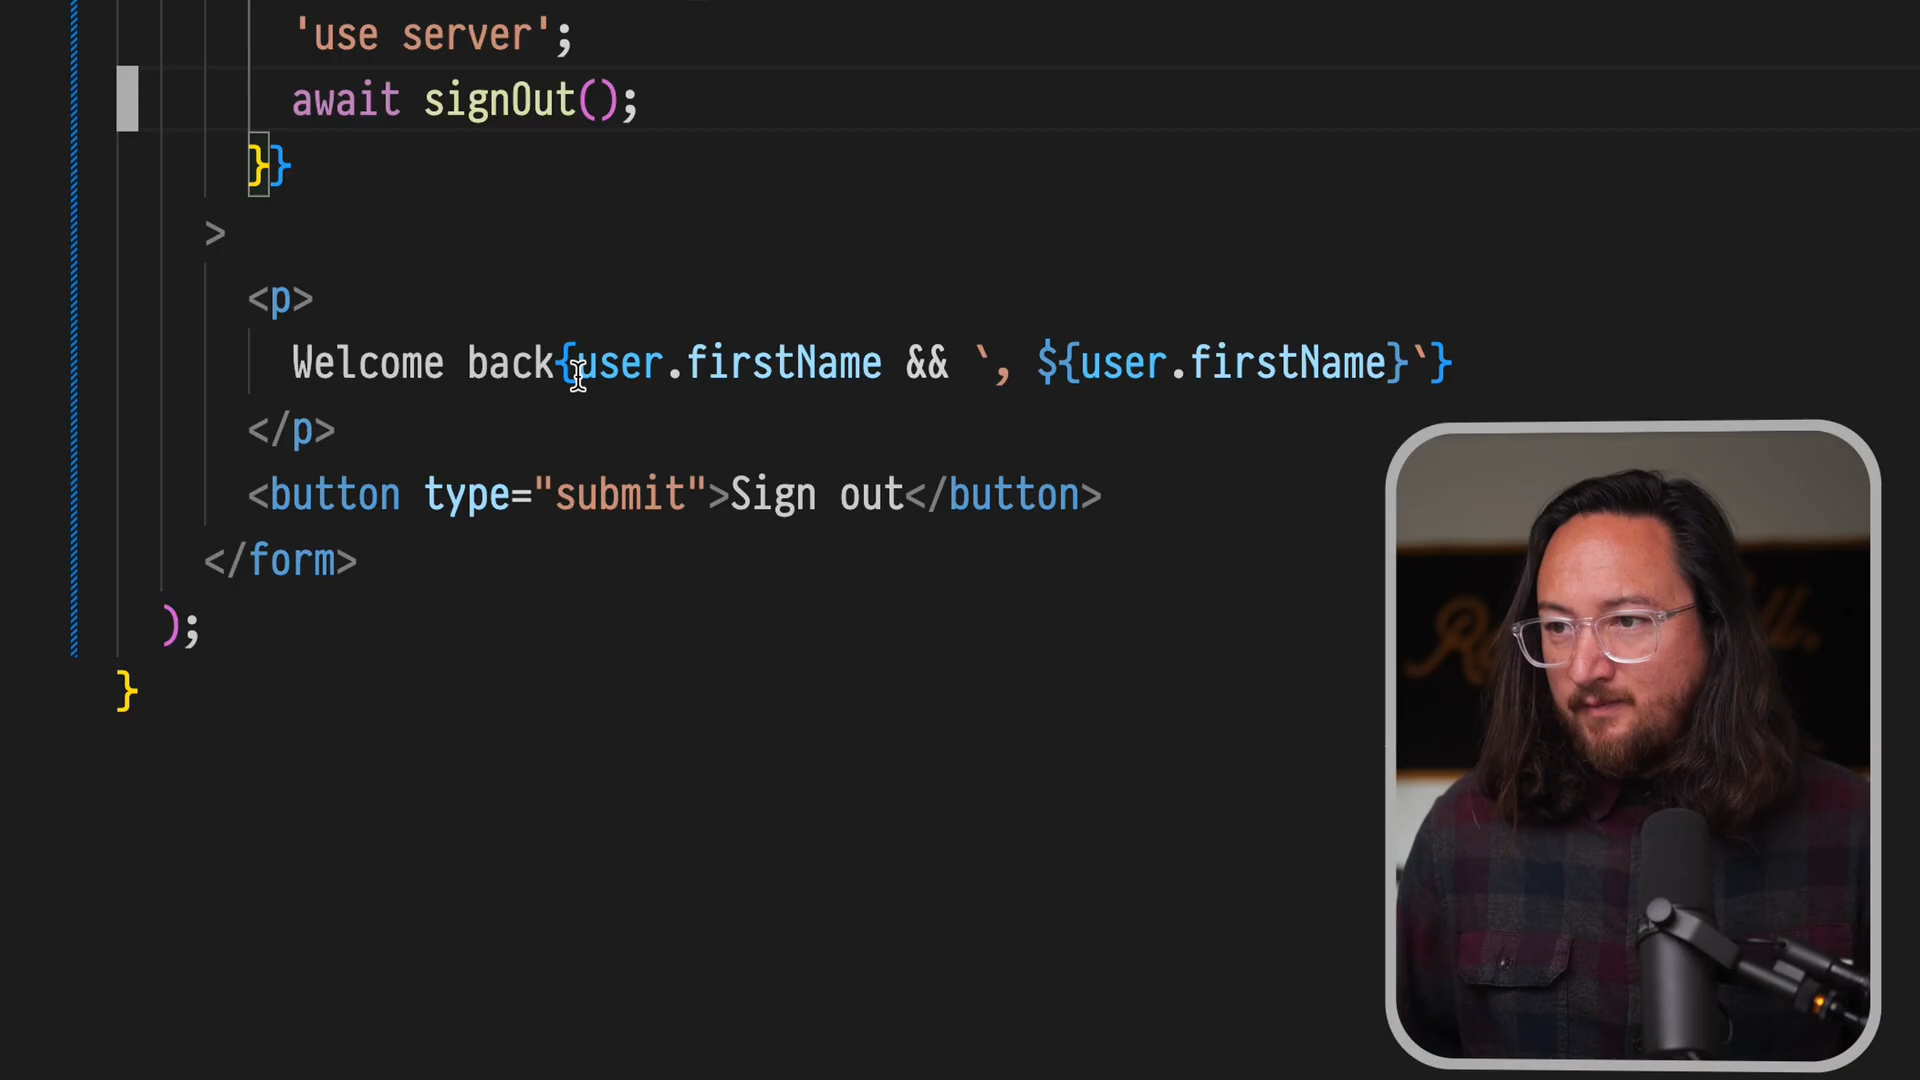 'use server';
await signOut();
}}
>
<p>
Welcome back{user.firstName && `, ${user.firstName}`}
</p>
<button type="submit">Sign out</button>
</form>
);
}